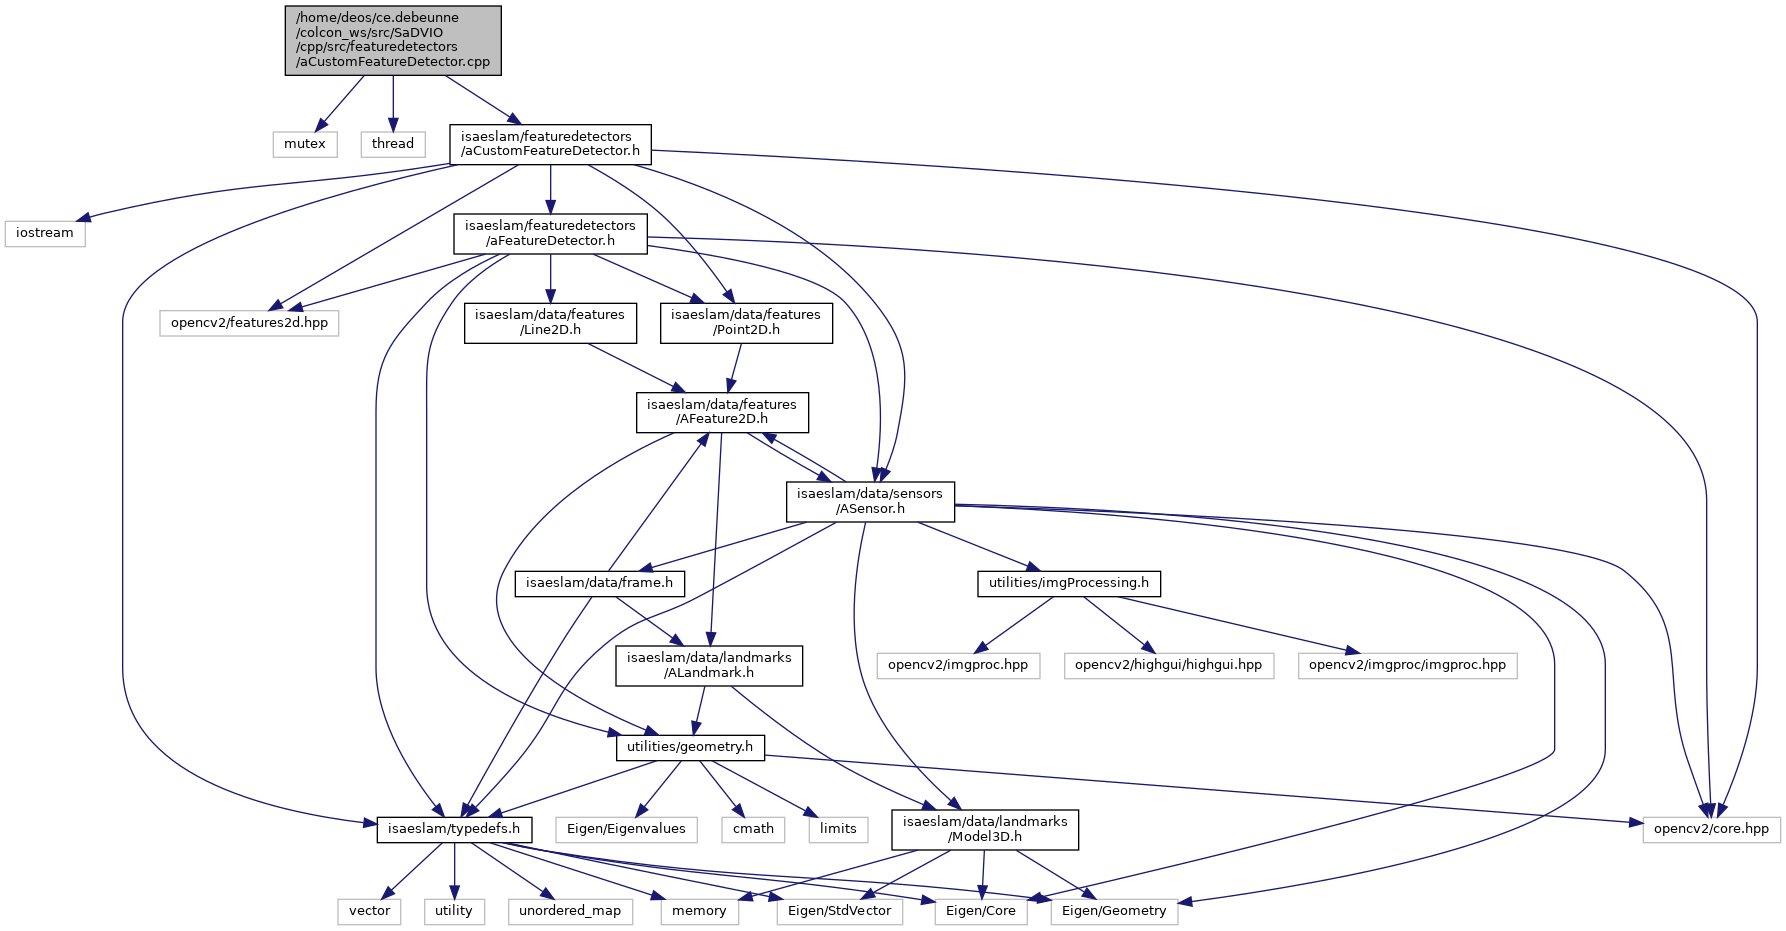 /home/deos/ce.debeunne
/colcon_ws/src/SaDVIO
/cpp/src/featuredetectors
/aCustomFeatureDetector.cpp
mutex
thread
isaeslam/featuredetectors
/aCustomFeatureDetector.h
iostream
isaeslam/featuredetectors
/aFeatureDetector.h
opencv2/features2d.hpp
isaeslam/data/features
/Line2D.h
isaeslam/data/features
/Point2D.h
isaeslam/data/features
/AFeature2D.h
isaeslam/data/sensors
/ASensor.h
isaeslam/data/frame.h
utilities/imgProcessing.h
isaeslam/data/landmarks
/ALandmark.h
opencv2/imgproc.hpp
opencv2/highgui/highgui.hpp
opencv2/imgproc/imgproc.hpp
utilities/geometry.h
isaeslam/typedefs.h
Eigen/Eigenvalues
cmath
limits
isaeslam/data/landmarks
/Model3D.h
opencv2/core.hpp
vector
utility
unordered_map
memory
Eigen/StdVector
Eigen/Core
Eigen/Geometry